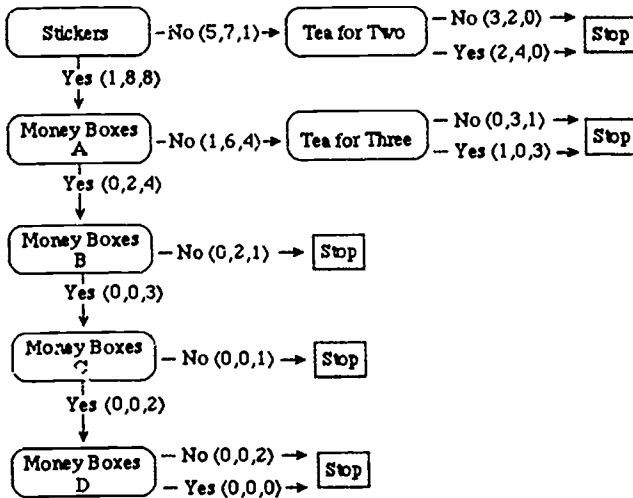 Stickers
No (5,7,1)
Tea for Two
No (3,2,0)
Yes (2,4,0)
Stop
Yes (1,8,8)
Money Boxes
A
No (1,6,4)
Tea for Three
No (0,3,1)
Yes (1,0,3)
Stop
Yes (0,2,4)
Money Boxes
B
No (0,2,1)
Stop
Yes (0,0,3)
Money Boxes
C
No (0,0,1)
Stop
Yes (0,0,2)
Money Boxes
D
No (0,0,2)
Yes (0,0,0)
Stop